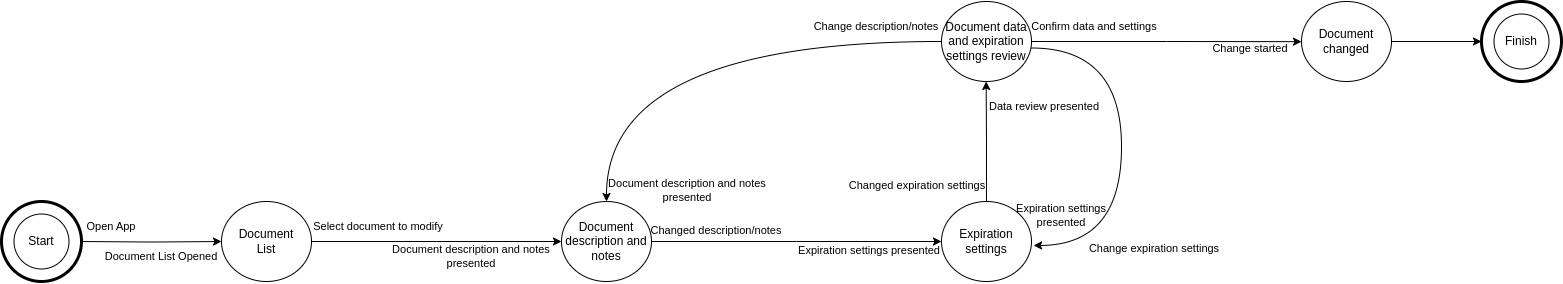 Change description/notes
Document data
and expiration
settings review
Confirm data and settings
Change started
Document
changed
Finish
Data review presented
Document description and notes
presented
Changed expiration settings
Expiration settings
presented
Change expiration settings
Start
Open App
Document List Opened
Document
List
Select document to modify
Document description and notes
presented
Document
description and
notes
Changed description/notes
Expiration settings presented
Expiration
settings